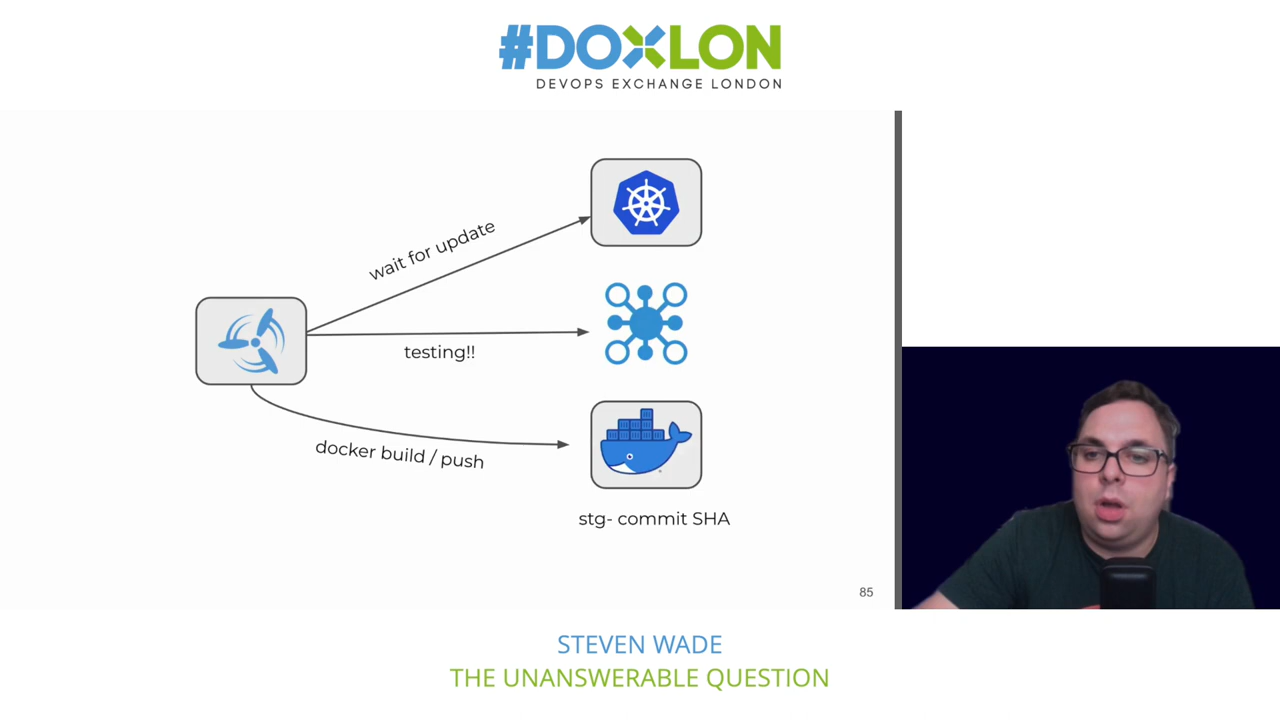 #DOXLON
DEVOPS EXCHANGE LONDON
wait for update
testing!!
docker build / push
stg- commit SHA
85
STEVEN WADE
THE UNANSWERABLE QUESTION